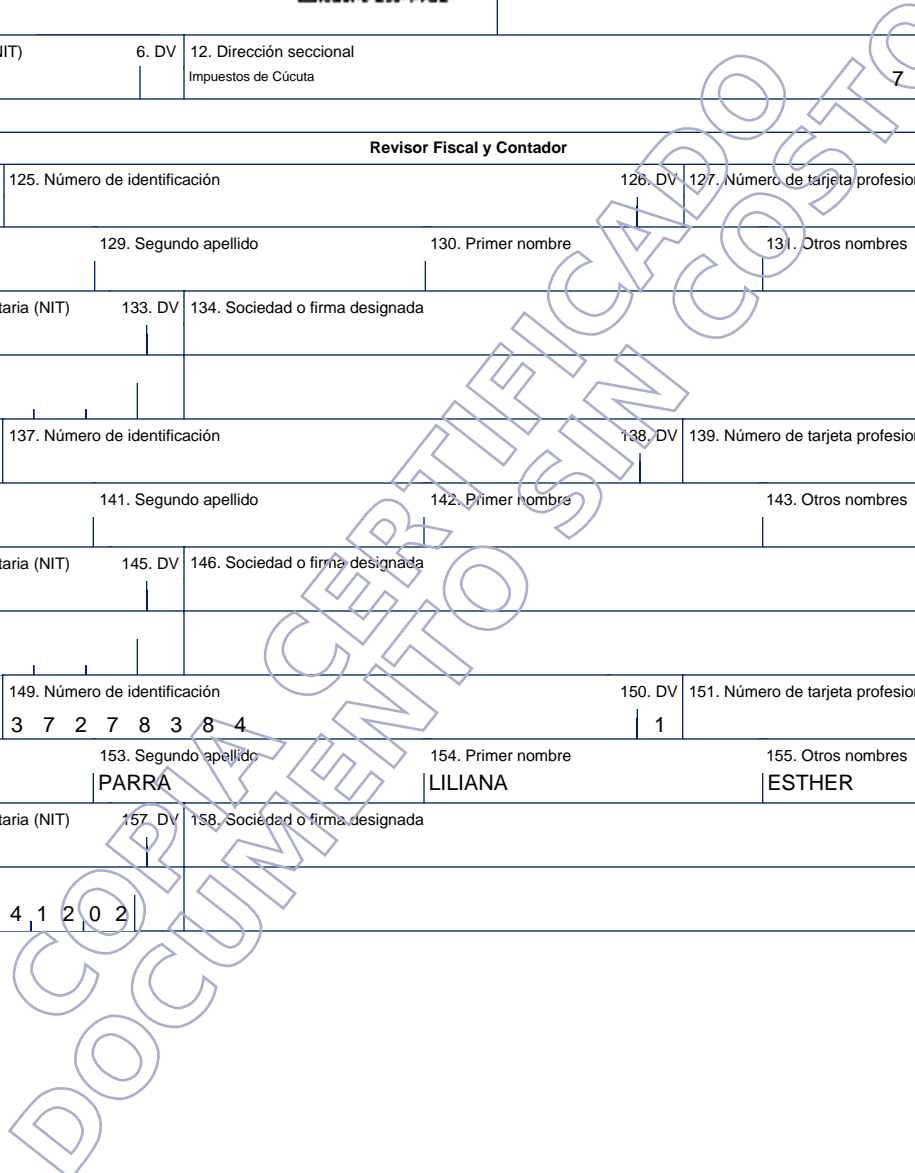 NIT) 6. DV 12. Dirección seccional
Impuestos de Cúcuta 7
Revisor Fiscal y Contador
125. Número de identificación 126. DV 127. Número de tarjeta profesion
129. Segundo apellido 130. Primer nombre 131. Otros nombres
taria (NIT) 133. DV 134. Sociedad o firma designada
137. Número de identificación 138. DV 139. Número de tarjeta profesion
141. Segundo apellido 142. Primer nombre 143. Otros nombres
taria (NIT) 145. DV 146. Sociedad o firma designada
149. Número de identificación 150. DV 151. Número de tarjeta profesion
3 7 2 7 8 3 8 4 1
153. Segundo apellido 154. Primer nombre 155. Otros nombres
PARRA LILIANA ESTHER
taria (NIT) 157. DV 158. Sociedad o firma designada
4 1 2 0 2
COPIA CERTIFICADO
DOCUMENTO SIN COSTO